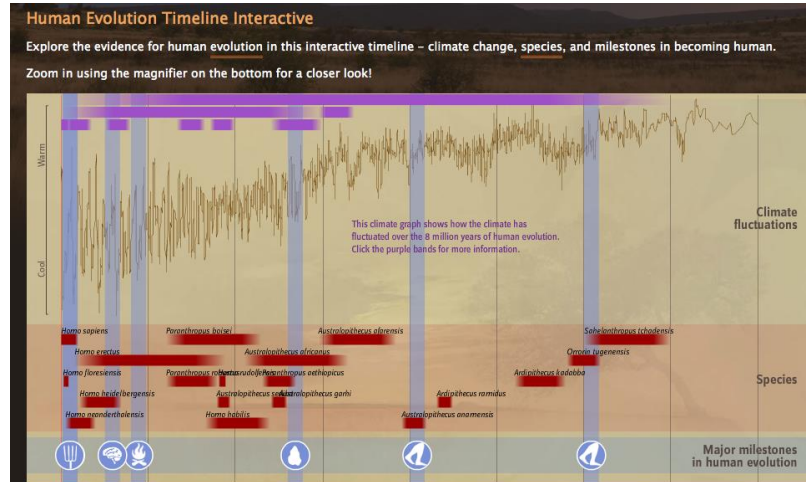 Human Evolution Timeline Interactive
Explore the evidence for human evolution in this interactive timeline – climate change, species, and milestones in becoming human.
Zoom in using the magnifier on the bottom for a closer look!
Warm
Cool
This climate graph shows how the climate has
fluctuated over the 8 million years of human evolution.
Click the purple bands for more information.
Climate
fluctuations
Homo sapiens
Paranthropus boisei
Australopithecus afarensis
Sahelanthropus tchadensis
Homo erectus
Australopithecus africanus
Orrorin tugenensis
Homo floresiensis
Paranthropus
Paranthropus aethiopicus
Ardipithecus kadabba
Species
Homo heidelbergensis
Australopithecus
Australopithecus garhi
Ardipithecus ramidus
Homo neanderthalensis
Homo habilis
Australopithecus anamensis
Major milestones
in human evolution